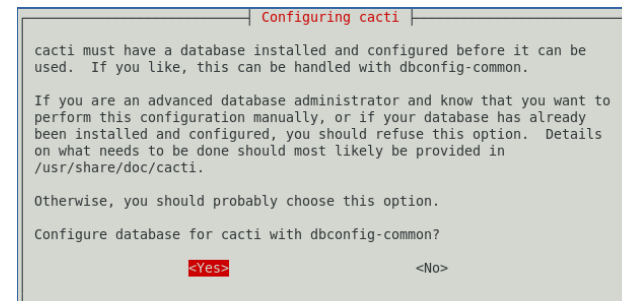 Configuring cacti
cacti must have a database installed and configured before it can be
used.  If you like, this can be handled with dbconfig-common.
If you are an advanced database administrator and know that you want to
perform this configuration manually, or if your database has already
been installed and configured, you should refuse this option.  Details
on what needs to be done should most likely be provided in
/usr/share/doc/cacti.
Otherwise, you should probably choose this option.
Configure database for cacti with dbconfig-common?
<Yes> <No>